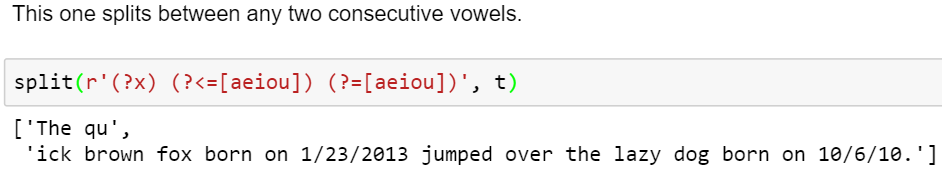 This one splits between any two consecutive vowels.
split(r'(?x) (?<=[aeiou]) (?=[aeiou])', t)
['The qu',
 'ick brown fox born on 1/23/2013 jumped over the lazy dog born on 10/6/10.']